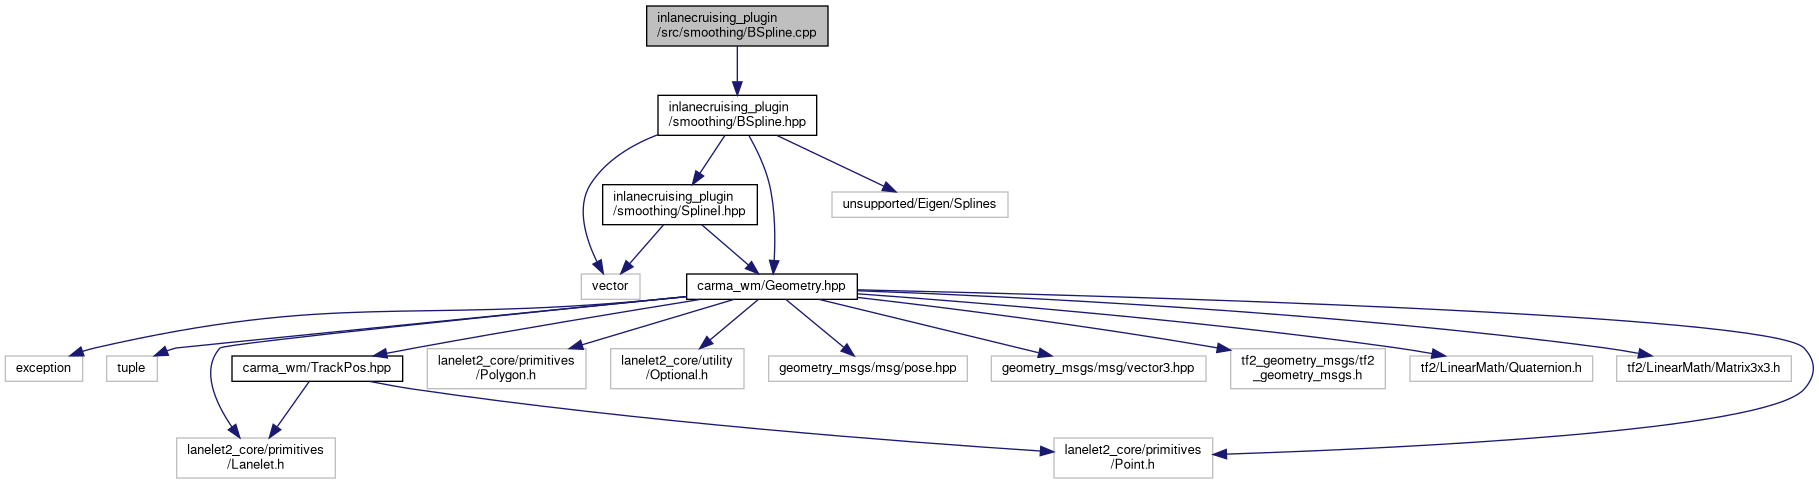 inlanecruising_plugin
/src/smoothing/BSpline.cpp
inlanecruising_plugin
/smoothing/BSpline.hpp
inlanecruising_plugin
/smoothing/SplineI.hpp
unsupported/Eigen/Splines
vector
carma_wm/Geometry.hpp
exception
tuple
carma_wm/TrackPos.hpp
lanelet2_core/primitives
/Polygon.h
lanelet2_core/utility
/Optional.h
geometry_msgs/msg/pose.hpp
geometry_msgs/msg/vector3.hpp
tf2_geometry_msgs/tf2
_geometry_msgs.h
tf2/LinearMath/Quaternion.h
tf2/LinearMath/Matrix3x3.h
lanelet2_core/primitives
/Lanelet.h
lanelet2_core/primitives
/Point.h